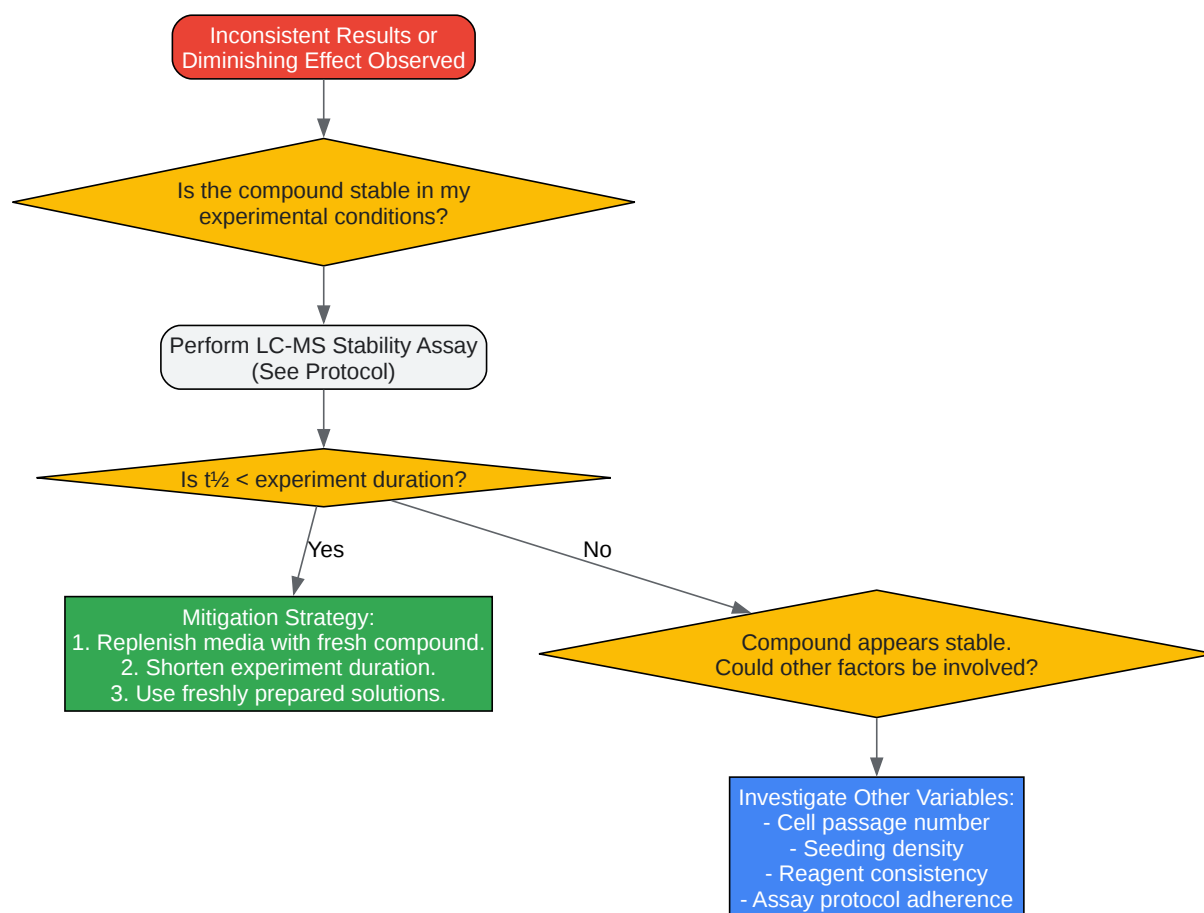 Inconsistent Results or
Diminishing Effect Observed
Is the compound stable in my
experimental conditions?
Perform LC-MS Stability Assay
(See Protocol)
Is t½ < experiment duration?
Yes
No
Mitigation Strategy:
1. Replenish media with fresh compound.
2. Shorten experiment duration.
3. Use freshly prepared solutions.
Compound appears stable.
Could other factors be involved?
Investigate Other Variables:
- Cell passage number
- Seeding density
- Reagent consistency
- Assay protocol adherence